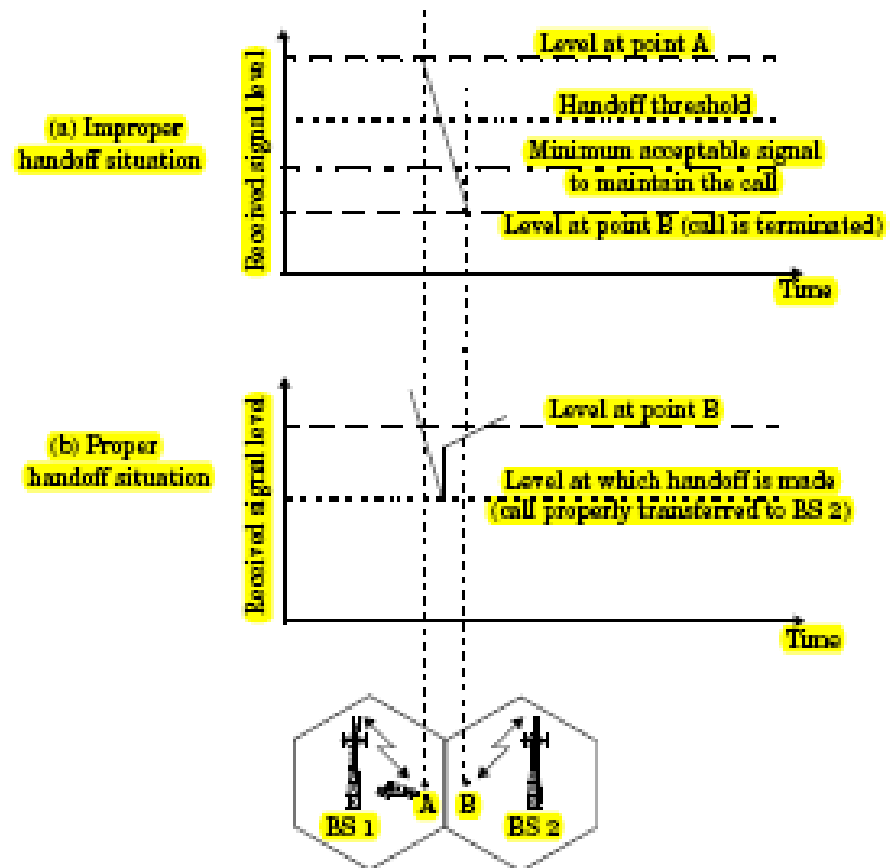 Level at point A
Handoff threshold
(a) Improper
handoff situation
Minimum acceptable signal
to maintain the call
Level at point B (call is terminated)
Received signal level
Time
Level at point B
(b) Proper
handoff situation
Level at which handoff is made
(call properly transferred to BS 2)
Received signal level
Time
A
B
BS 1
BS 2